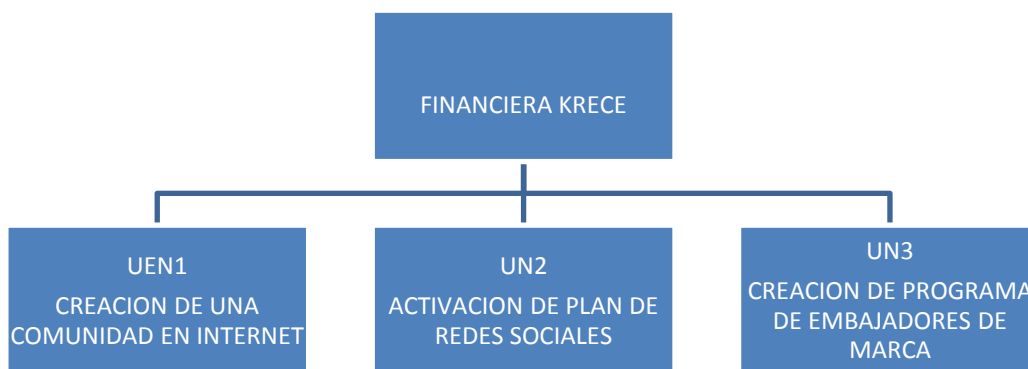 FINANCIERA KRECE
UEN1
CREACION DE UNA
COMUNIDAD EN INTERNET
UN2
ACTIVACION DE PLAN DE
REDES SOCIALES
UN3
CREACION DE PROGRAMA
DE EMBAJADORES DE
MARCA